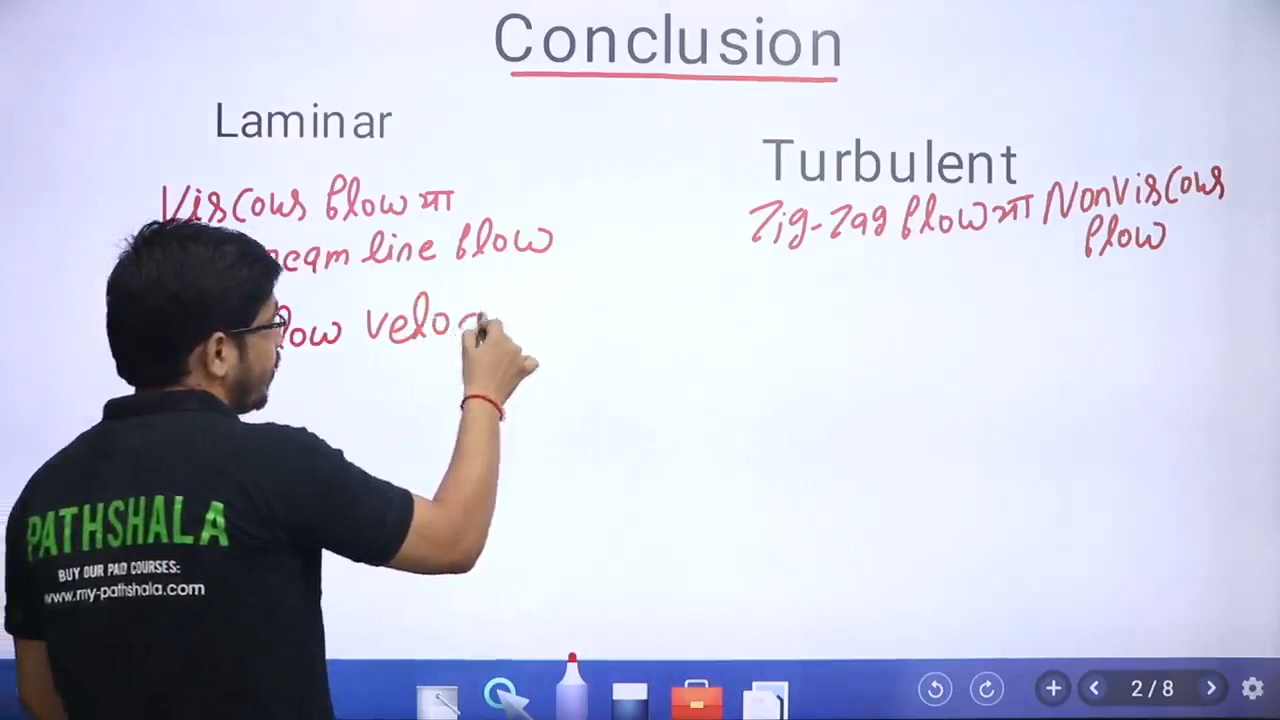 Conclusion
Laminar
Viscous flow या
line flow
velo
Turbulent
Zig-Zag flow या NonViscous
flow
PATHSHALA
BUY OUR PAID COURSES:
www.my-pathshala.com
2/8